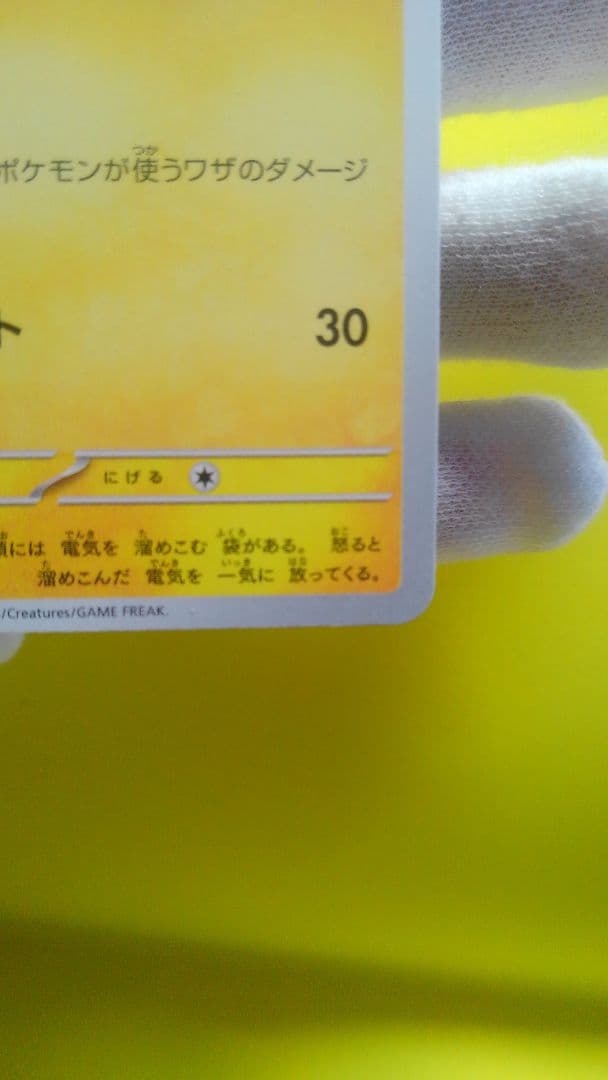 ポケモンが使うワザのダメージ
ト 30
にげる
頬には 電気を 溜めこむ 袋がある。 怒ると
溜めこんだ 電気を 一気に 放ってくる。
/Creatures/GAME FREAK.